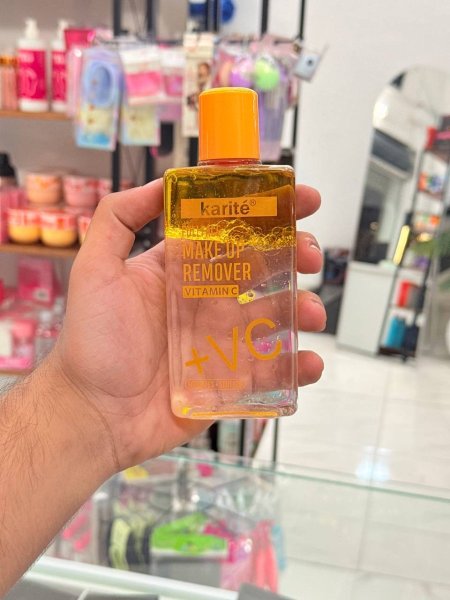 karité®
MAKE UP
REMOVER
VITAMIN C
+VC